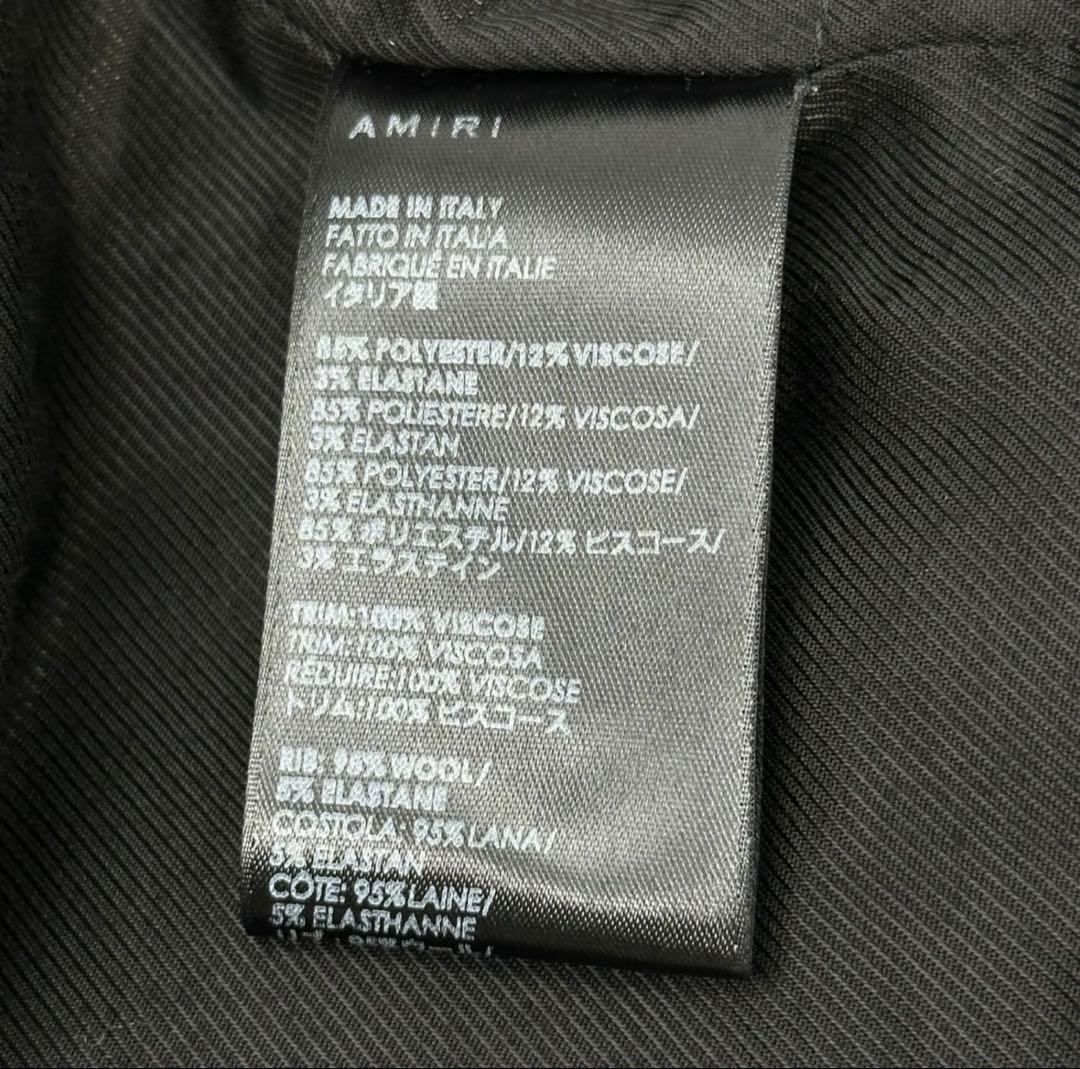 AMIRI
MADE IN ITALY
FATTO IN ITALIA
FABRIQUÉ EN ITALIE
イタリア製
85% POLYESTER/12% VISCOSE/
3% ELASTANE
85% POLIESTERE/12% VISCOSA/
3% ELASTAN
85% POLYESTER/12% VISCOSE/
3% ELASTHANNE
85% ポリエステル/12% ビスコース/
3% エラステイン
TRIM: 100% VISCOSE
TRIM: 100% VISCOSA
REDUIRE: 100% VISCOSE
トリム:100% ビスコース
RIB: 95% WOOL/
5% ELASTANE
COSTOLA: 95% LANA/
5% ELASTAN
CÔTE: 95% LAINE/
5% ELASTHANNE